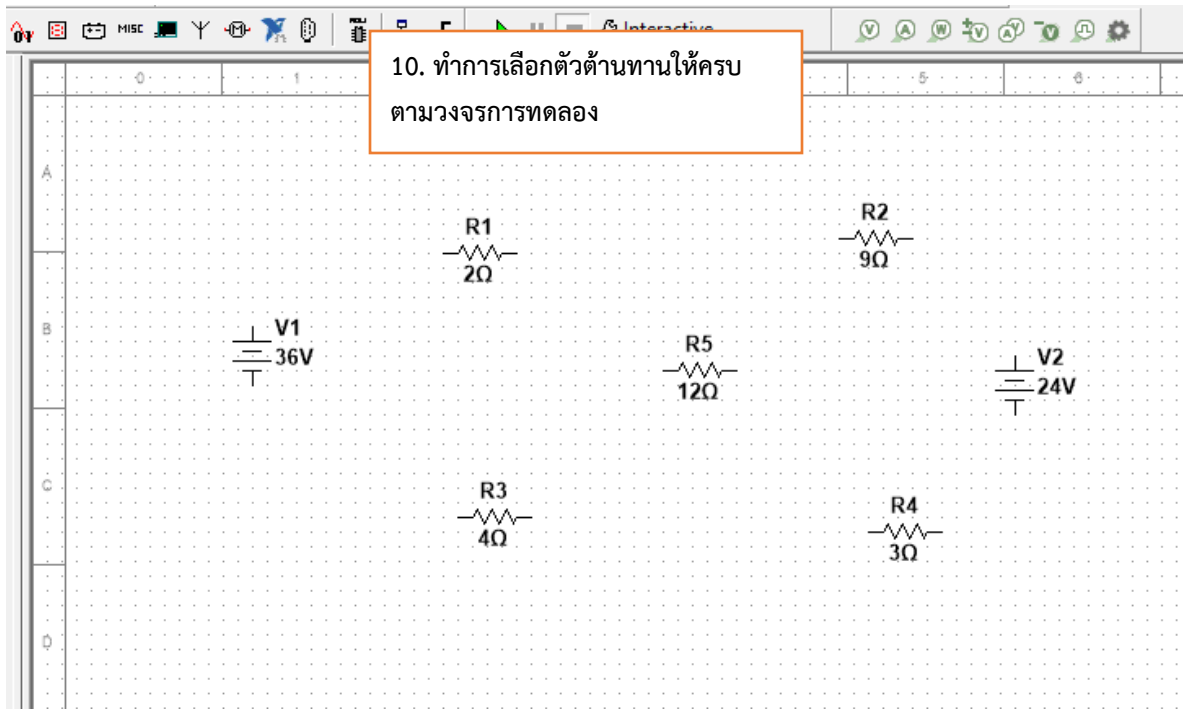 MISC
Interactive
10. ทำการเลือกตัวต้านทานให้ครบ
ตามวงจรการทดลอง
0 1 5 6
A
R1
2Ω
R2
9Ω
B
V1
36V
R5
12Ω
V2
24V
C
R3
4Ω
R4
3Ω
D